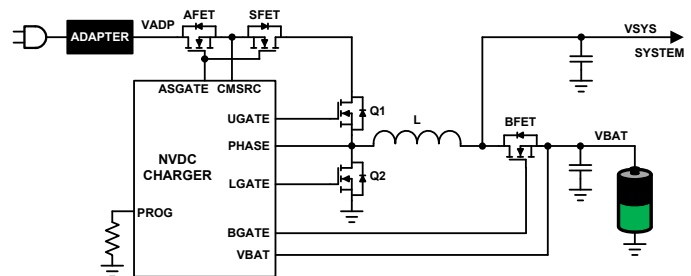 AFET
SFET
VADP
ADAPTER
VSYS
SYSTEM
ASGATE
CMSRC
UGATE
Q1
L
BFET
VBAT
PHASE
NVDC
CHARGER
LGATE
Q2
PROG
BGATE
VBAT